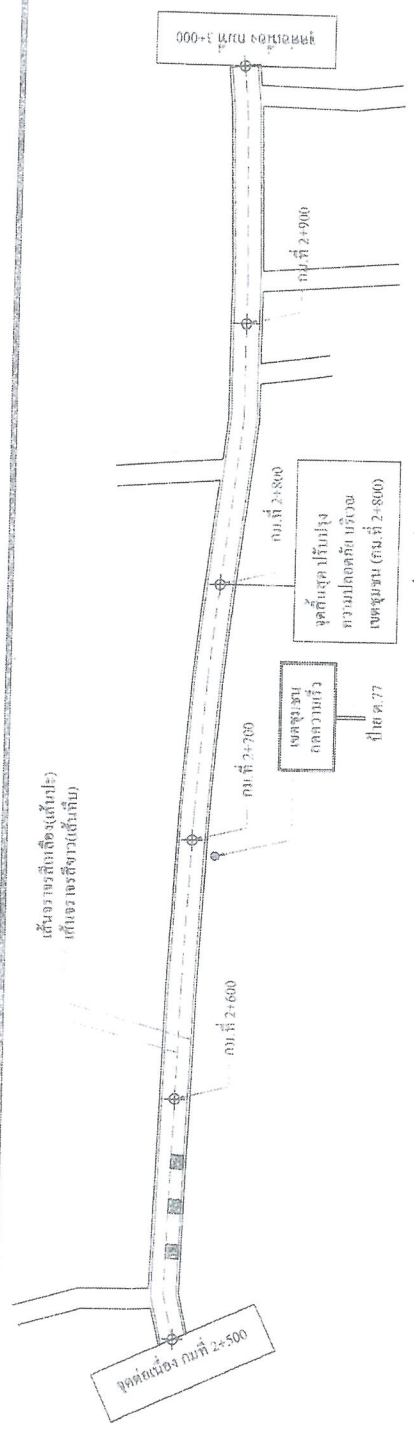 จุดต่อเนื่อง กม.ที่ 3+000
กม.ที่ 2+900
กม.ที่ 2+800
จุดสิ้นสุด ปรับปรุง
ความปลอดภัย บริเวณ
เขตชุมชน (กม.ที่ 2+800)
เขตชุมชน
ลดความเร็ว
ป้าย ต.77
กม.ที่ 2+700
เส้นจราจรสีเหลือง(เส้นประ)
เส้นจราจรสีขาว(เส้นทึบ)
กม.ที่ 2+600
จุดต่อเนื่อง กมที่ 2+500